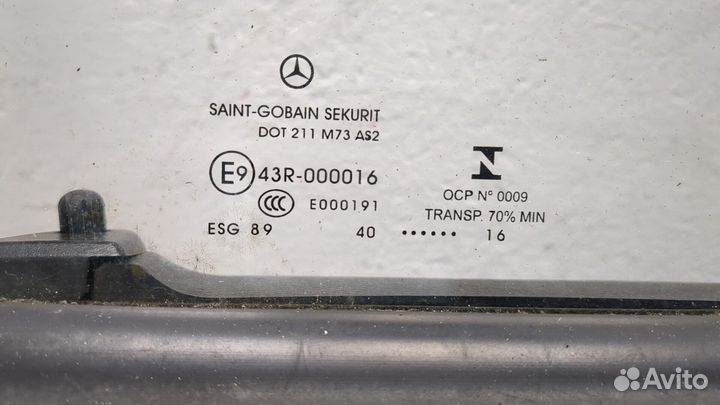 SAINT-GOBAIN SEKURIT
DOT 211 M73 AS2
E9 43R-000016
CCC E000191
ESG 89 40 ...... 16
N
OCP N° 0009
TRANSP. 70% MIN
Avito